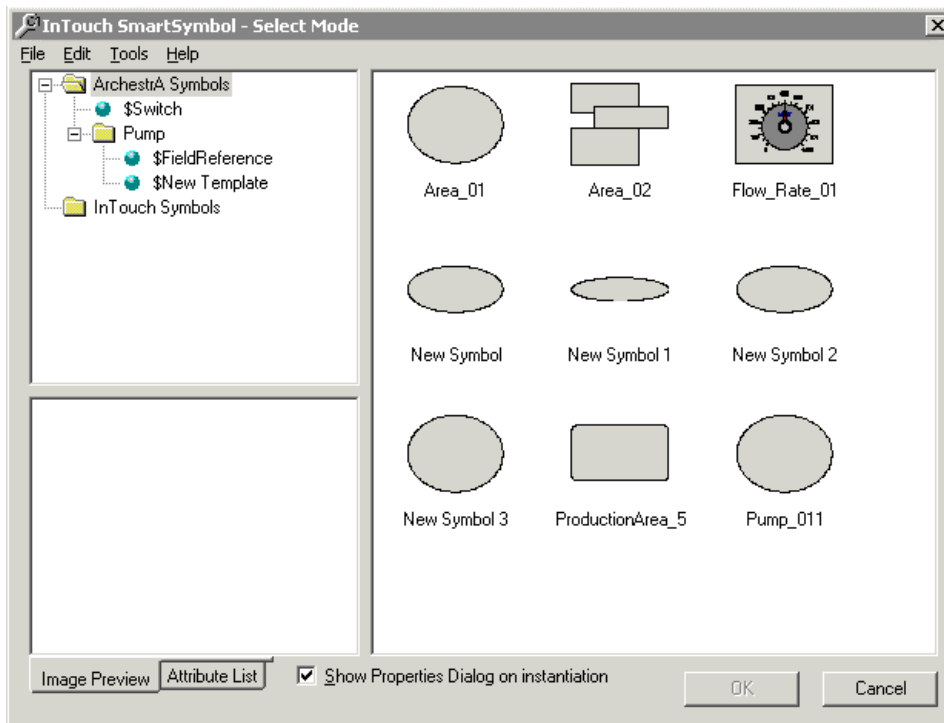 InTouch SmartSymbol - Select Mode
File Edit Tools Help
ArchestrA Symbols
$Switch
Pump
$FieldReference
$New Template
InTouch Symbols
Area_01 Area_02 Flow_Rate_01
New Symbol New Symbol 1 New Symbol 2
New Symbol 3 ProductionArea_5 Pump_011
Image Preview Attribute List Show Properties Dialog on instantiation
OK Cancel